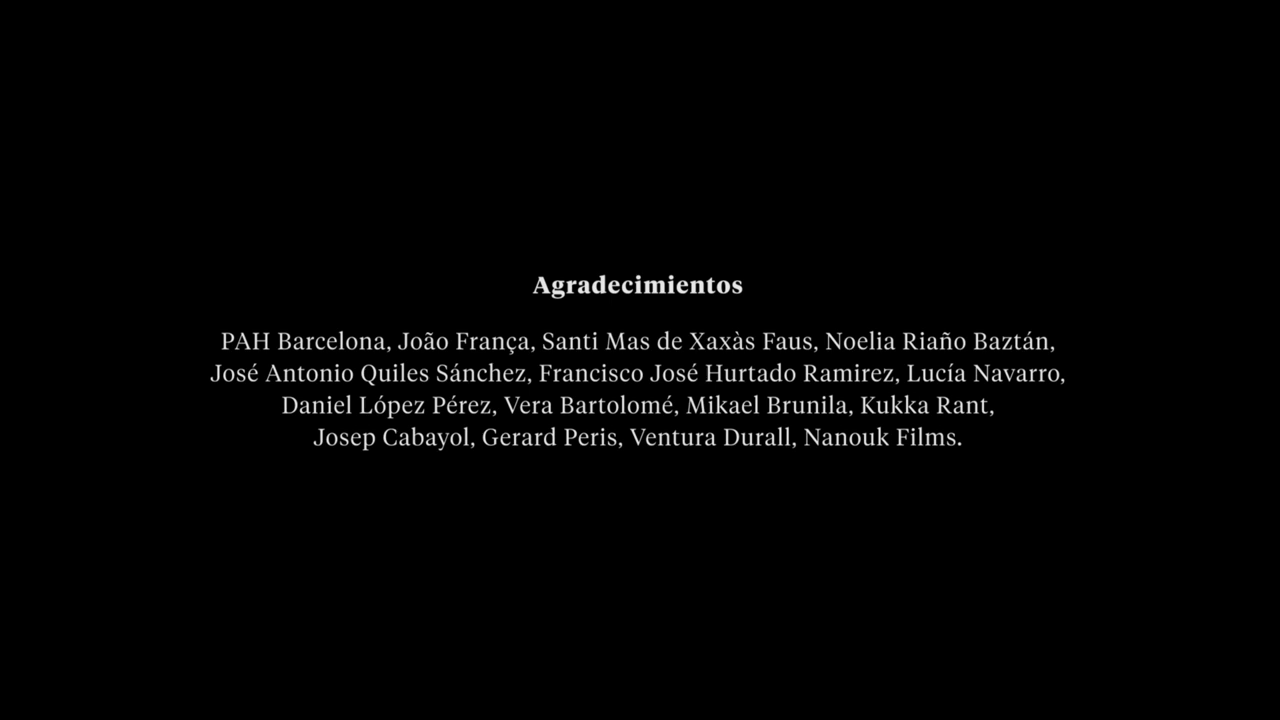 Agradecimientos
PAH Barcelona, João França, Santi Mas de Xaxàs Faus, Noelia Riaño Baztán,
José Antonio Quiles Sánchez, Francisco José Hurtado Ramirez, Lucía Navarro,
Daniel López Pérez, Vera Bartolomé, Mikael Brunila, Kukka Rant,
Josep Cabayol, Gerard Peris, Ventura Durall, Nanouk Films.